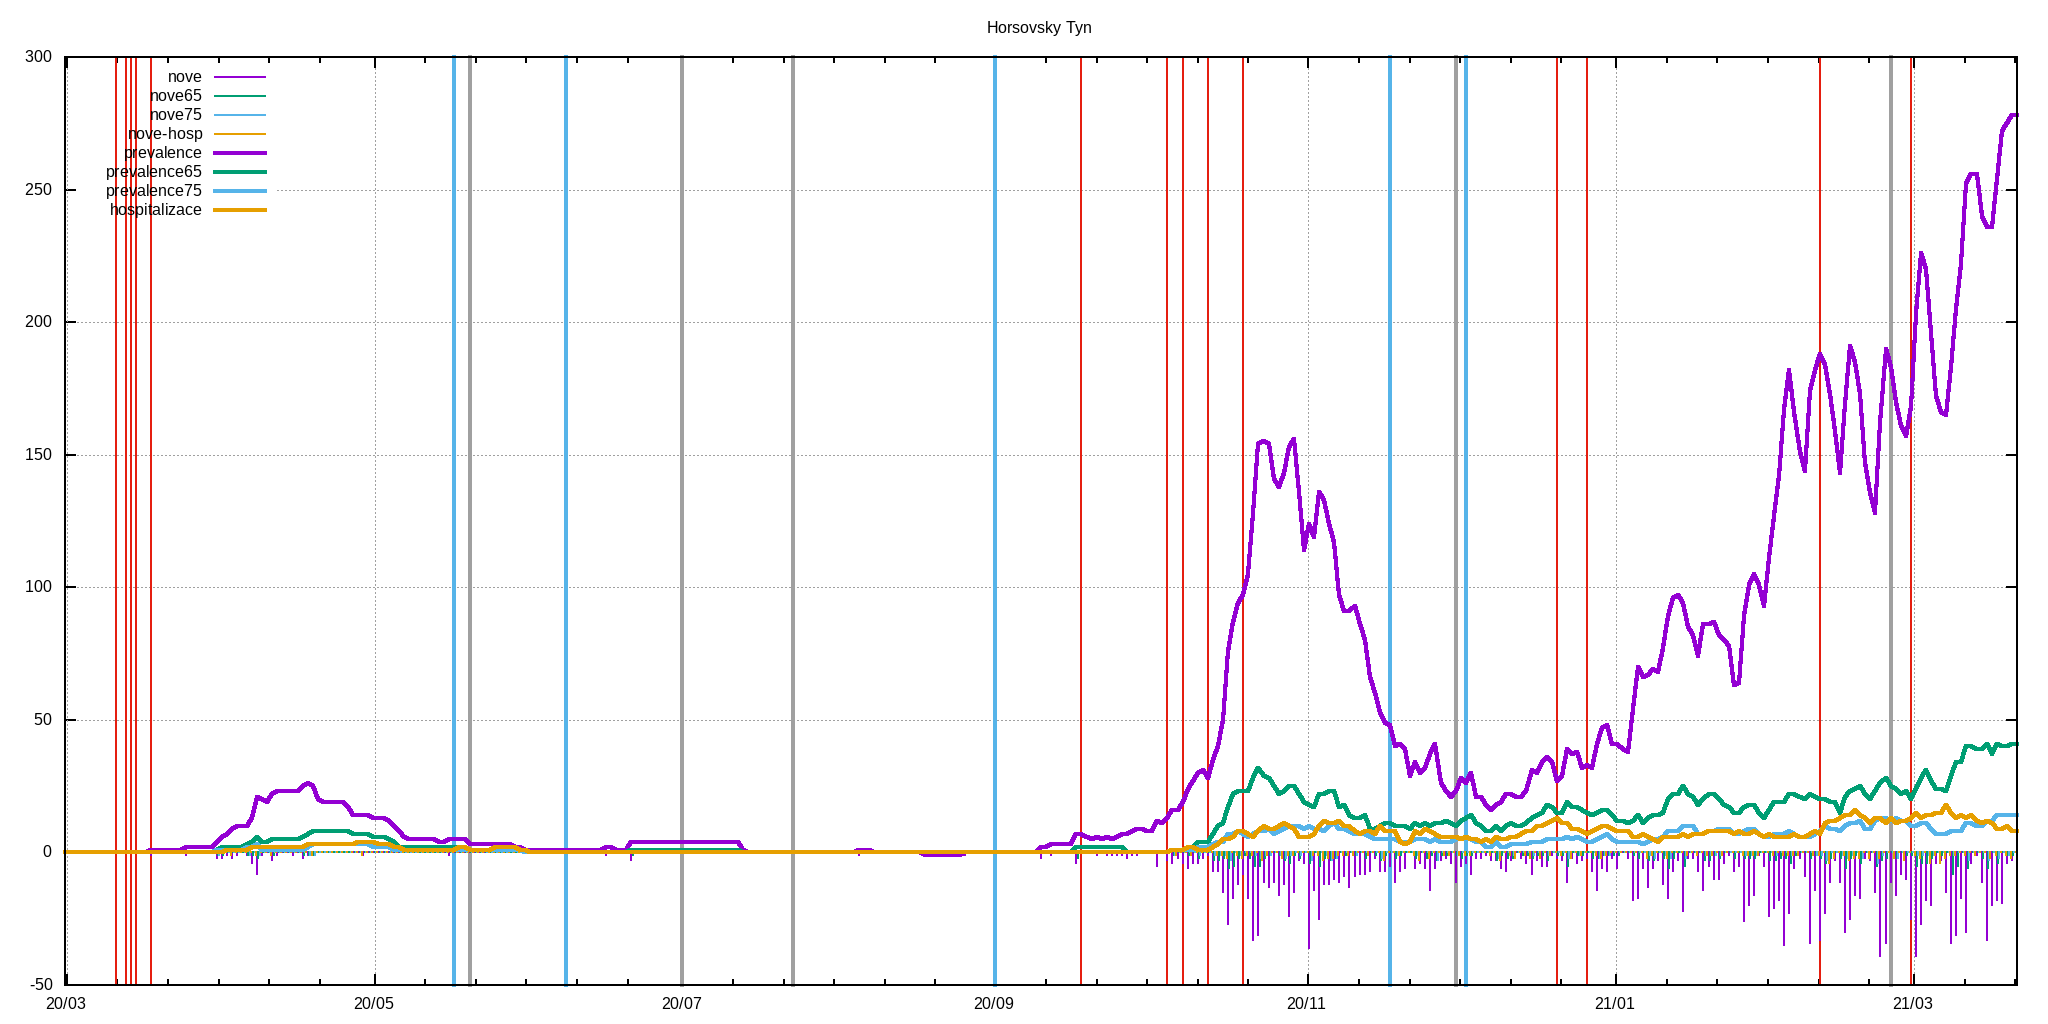 Horsovsky Tyn
300
250
200
150
100
50
0
-50
nove
nove65
nove75
nove-hosp
prevalence
prevalence65
prevalence75
hospitalizace
20/03 20/05 20/07 20/09 20/11 21/01 21/03